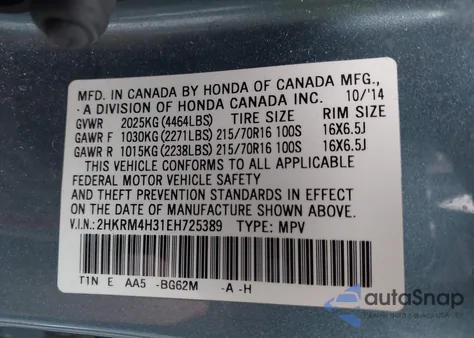 MFD. IN CANADA BY HONDA OF CANADA MFG.,
A DIVISION OF HONDA CANADA INC. 10/'14
GVWR 2025KG (4464LBS) TIRE SIZE RIM SIZE
GAWR F 1030KG (2271LBS) 215/70R16 100S 16X6.5J
GAWR R 1015KG (2238LBS) 215/70R16 100S 16X6.5J
THIS VEHICLE CONFORMS TO ALL APPLICABLE
FEDERAL MOTOR VEHICLE SAFETY
AND THEFT PREVENTION STANDARDS IN EFFECT
ON THE DATE OF MANUFACTURE SHOWN ABOVE.
V.I.N.: 2HKRM4H31EH725389 TYPE: MPV
T1N E AA5 -BG62M -A -H
autoSnap